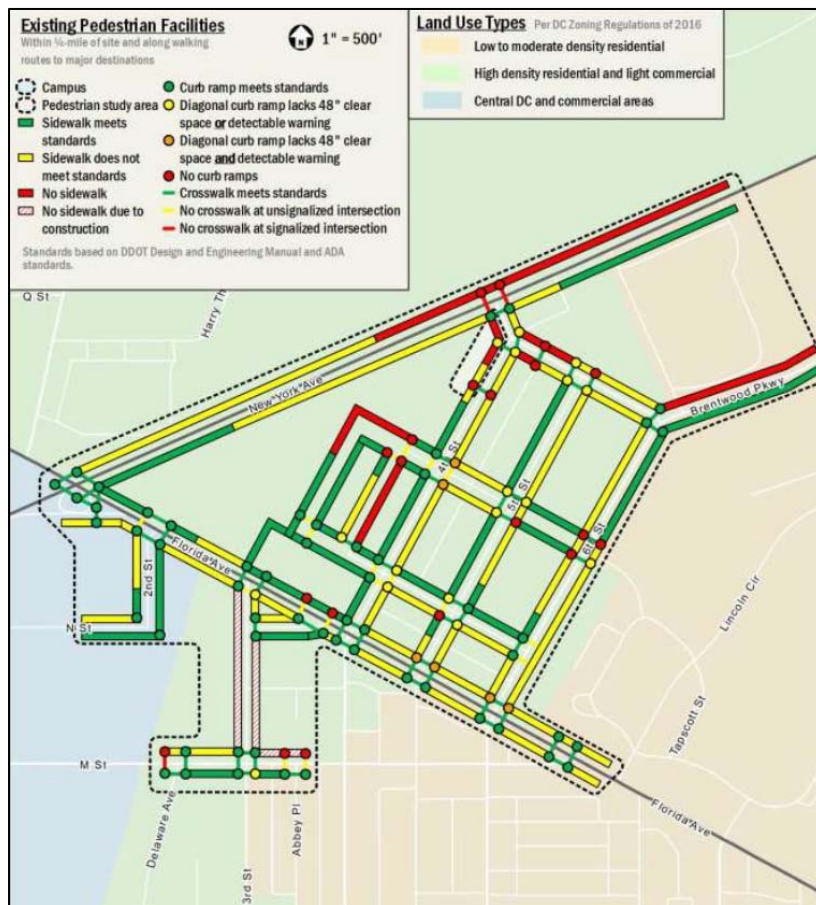 Existing Pedestrian Facilities
Within ¼-mile of site and along walking
routes to major destinations
N
1" = 500'
Campus
Pedestrian study area
Sidewalk meets
standards
Sidewalk does not
meet standards
No sidewalk
No sidewalk due to
construction
Curb ramp meets standards
Diagonal curb ramp lacks 48" clear
space or detectable warning
Diagonal curb ramp lacks 48" clear
space and detectable warning
No curb ramps
Crosswalk meets standards
No crosswalk at unsignalized intersection
No crosswalk at signalized intersection
Standards based on DDOT Design and Engineering Manual and ADA
standards.
Land Use Types Per DC Zoning Regulations of 2016
Low to moderate density residential
High density residential and light commercial
Central DC and commercial areas
Q St
Harry Th
New York Ave
Brentwood Pkwy
4th St
5t St
6t St
Florida Ave
2nd St
N St
Lincoln Cir
Tapscott St
M St
Delaware Ave
Abbey Pl
3rd St
Florida Ave